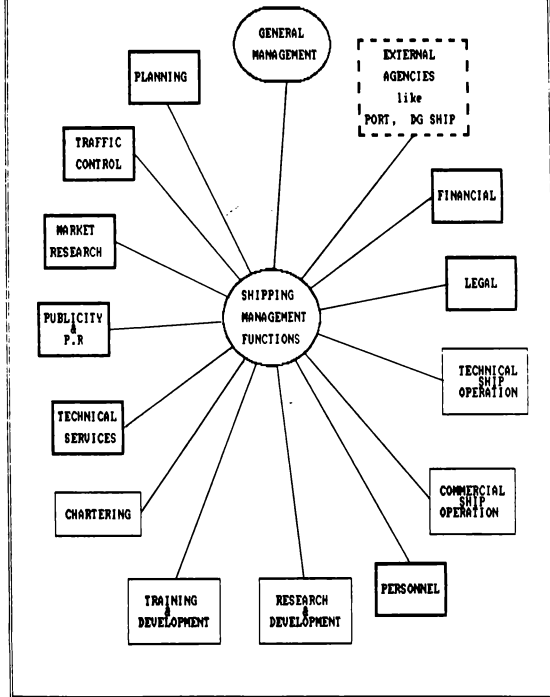 GENERAL
MANAGEMENT
EXTERNAL
AGENCIES
like
PORT, DG SHIP
PLANNING
TRAFFIC
CONTROL
FINANCIAL
MARKET
RESEARCH
LEGAL
SHIPPING
MANAGEMENT
FUNCTIONS
PUBLICITY
&
P.R
TECHNICAL
SHIP
OPERATION
TECHNICAL
SERVICES
COMMERCIAL
SHIP
OPERATION
CHARTERING
PERSONNEL
TRAINING
&
DEVELOPMENT
RESEARCH
&
DEVELOPMENT